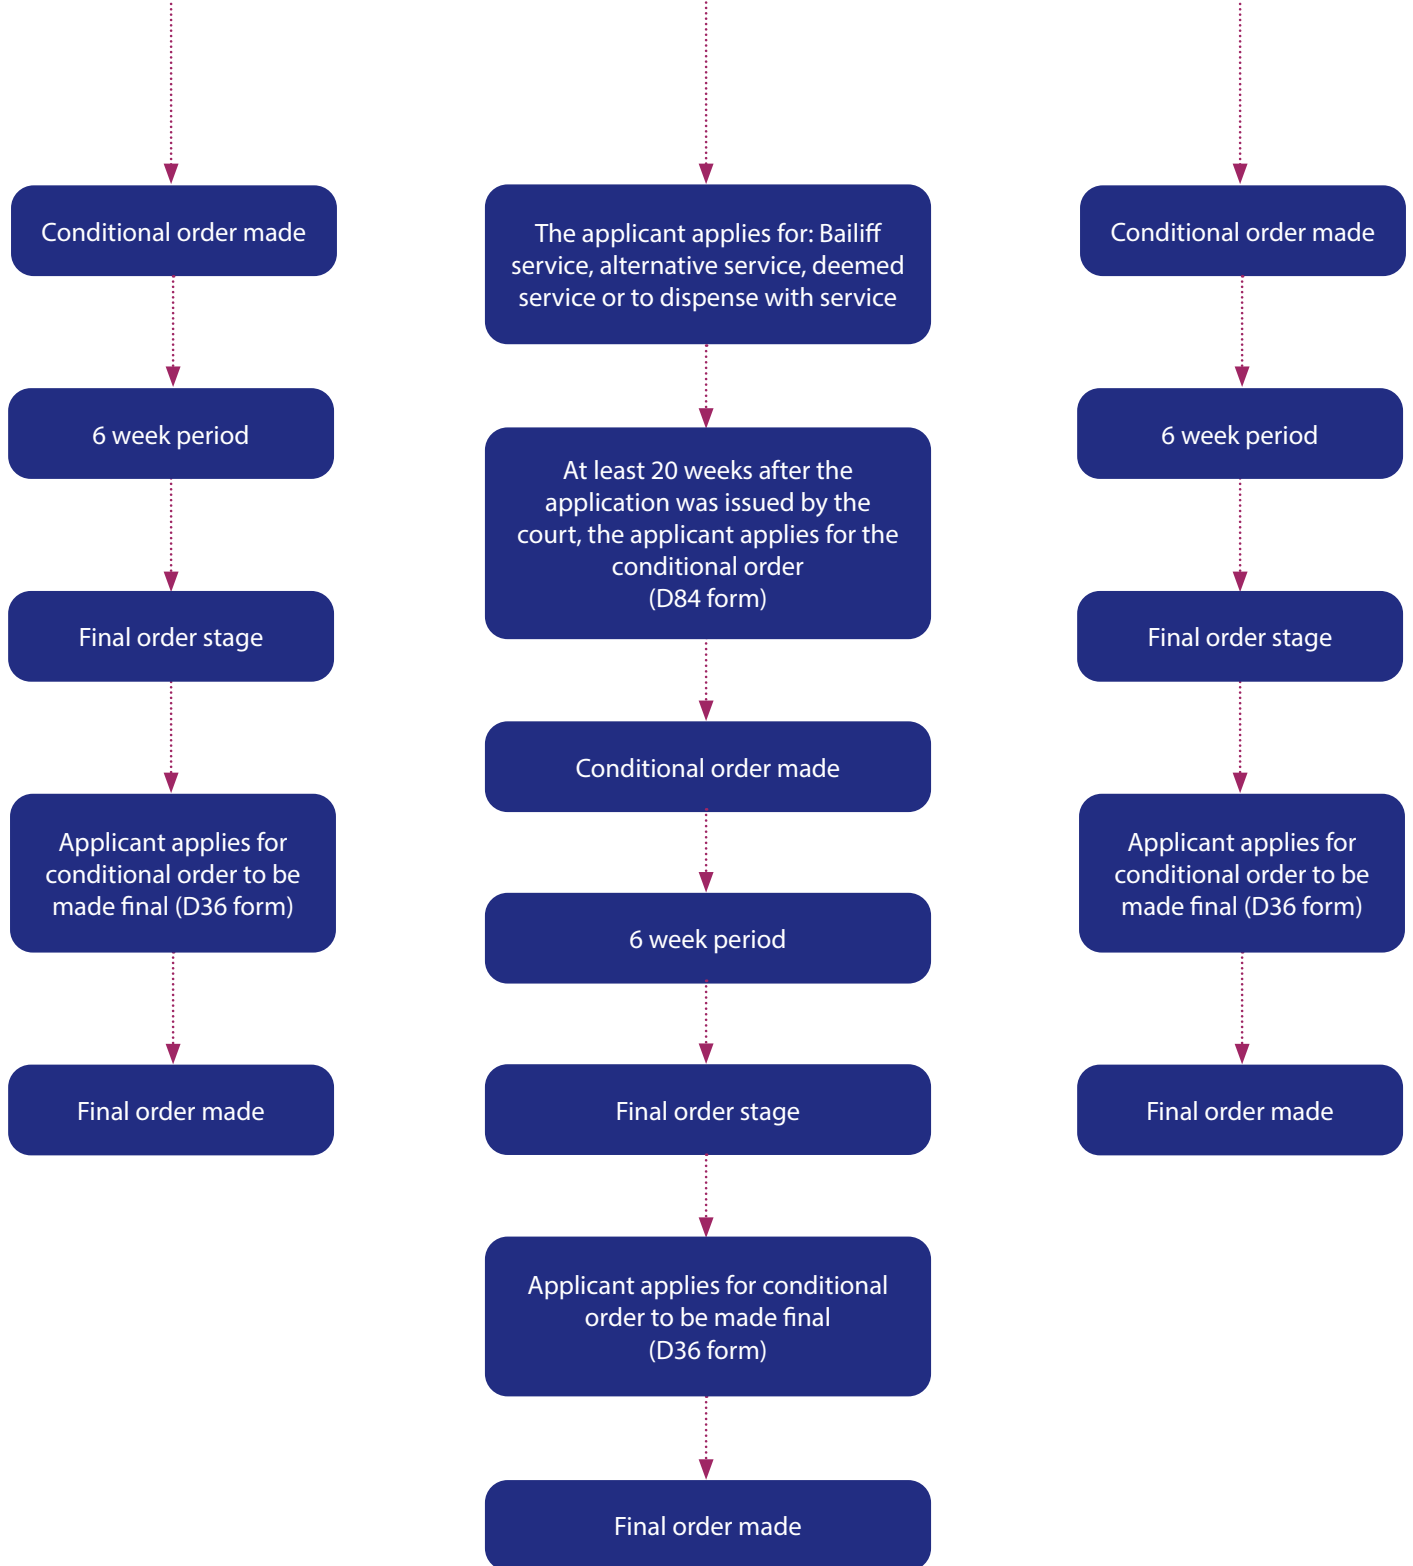 Conditional order made
6 week period
Final order stage
Applicant applies for
conditional order to be
made final (D36 form)
Final order made
The applicant applies for: Bailiff
service, alternative service, deemed
service or to dispense with service
At least 20 weeks after the
application was issued by the
court, the applicant applies for the
conditional order
(D84 form)
Conditional order made
6 week period
Final order stage
Applicant applies for conditional
order to be made final
(D36 form)
Final order made
Conditional order made
6 week period
Final order stage
Applicant applies for
conditional order to be
made final (D36 form)
Final order made